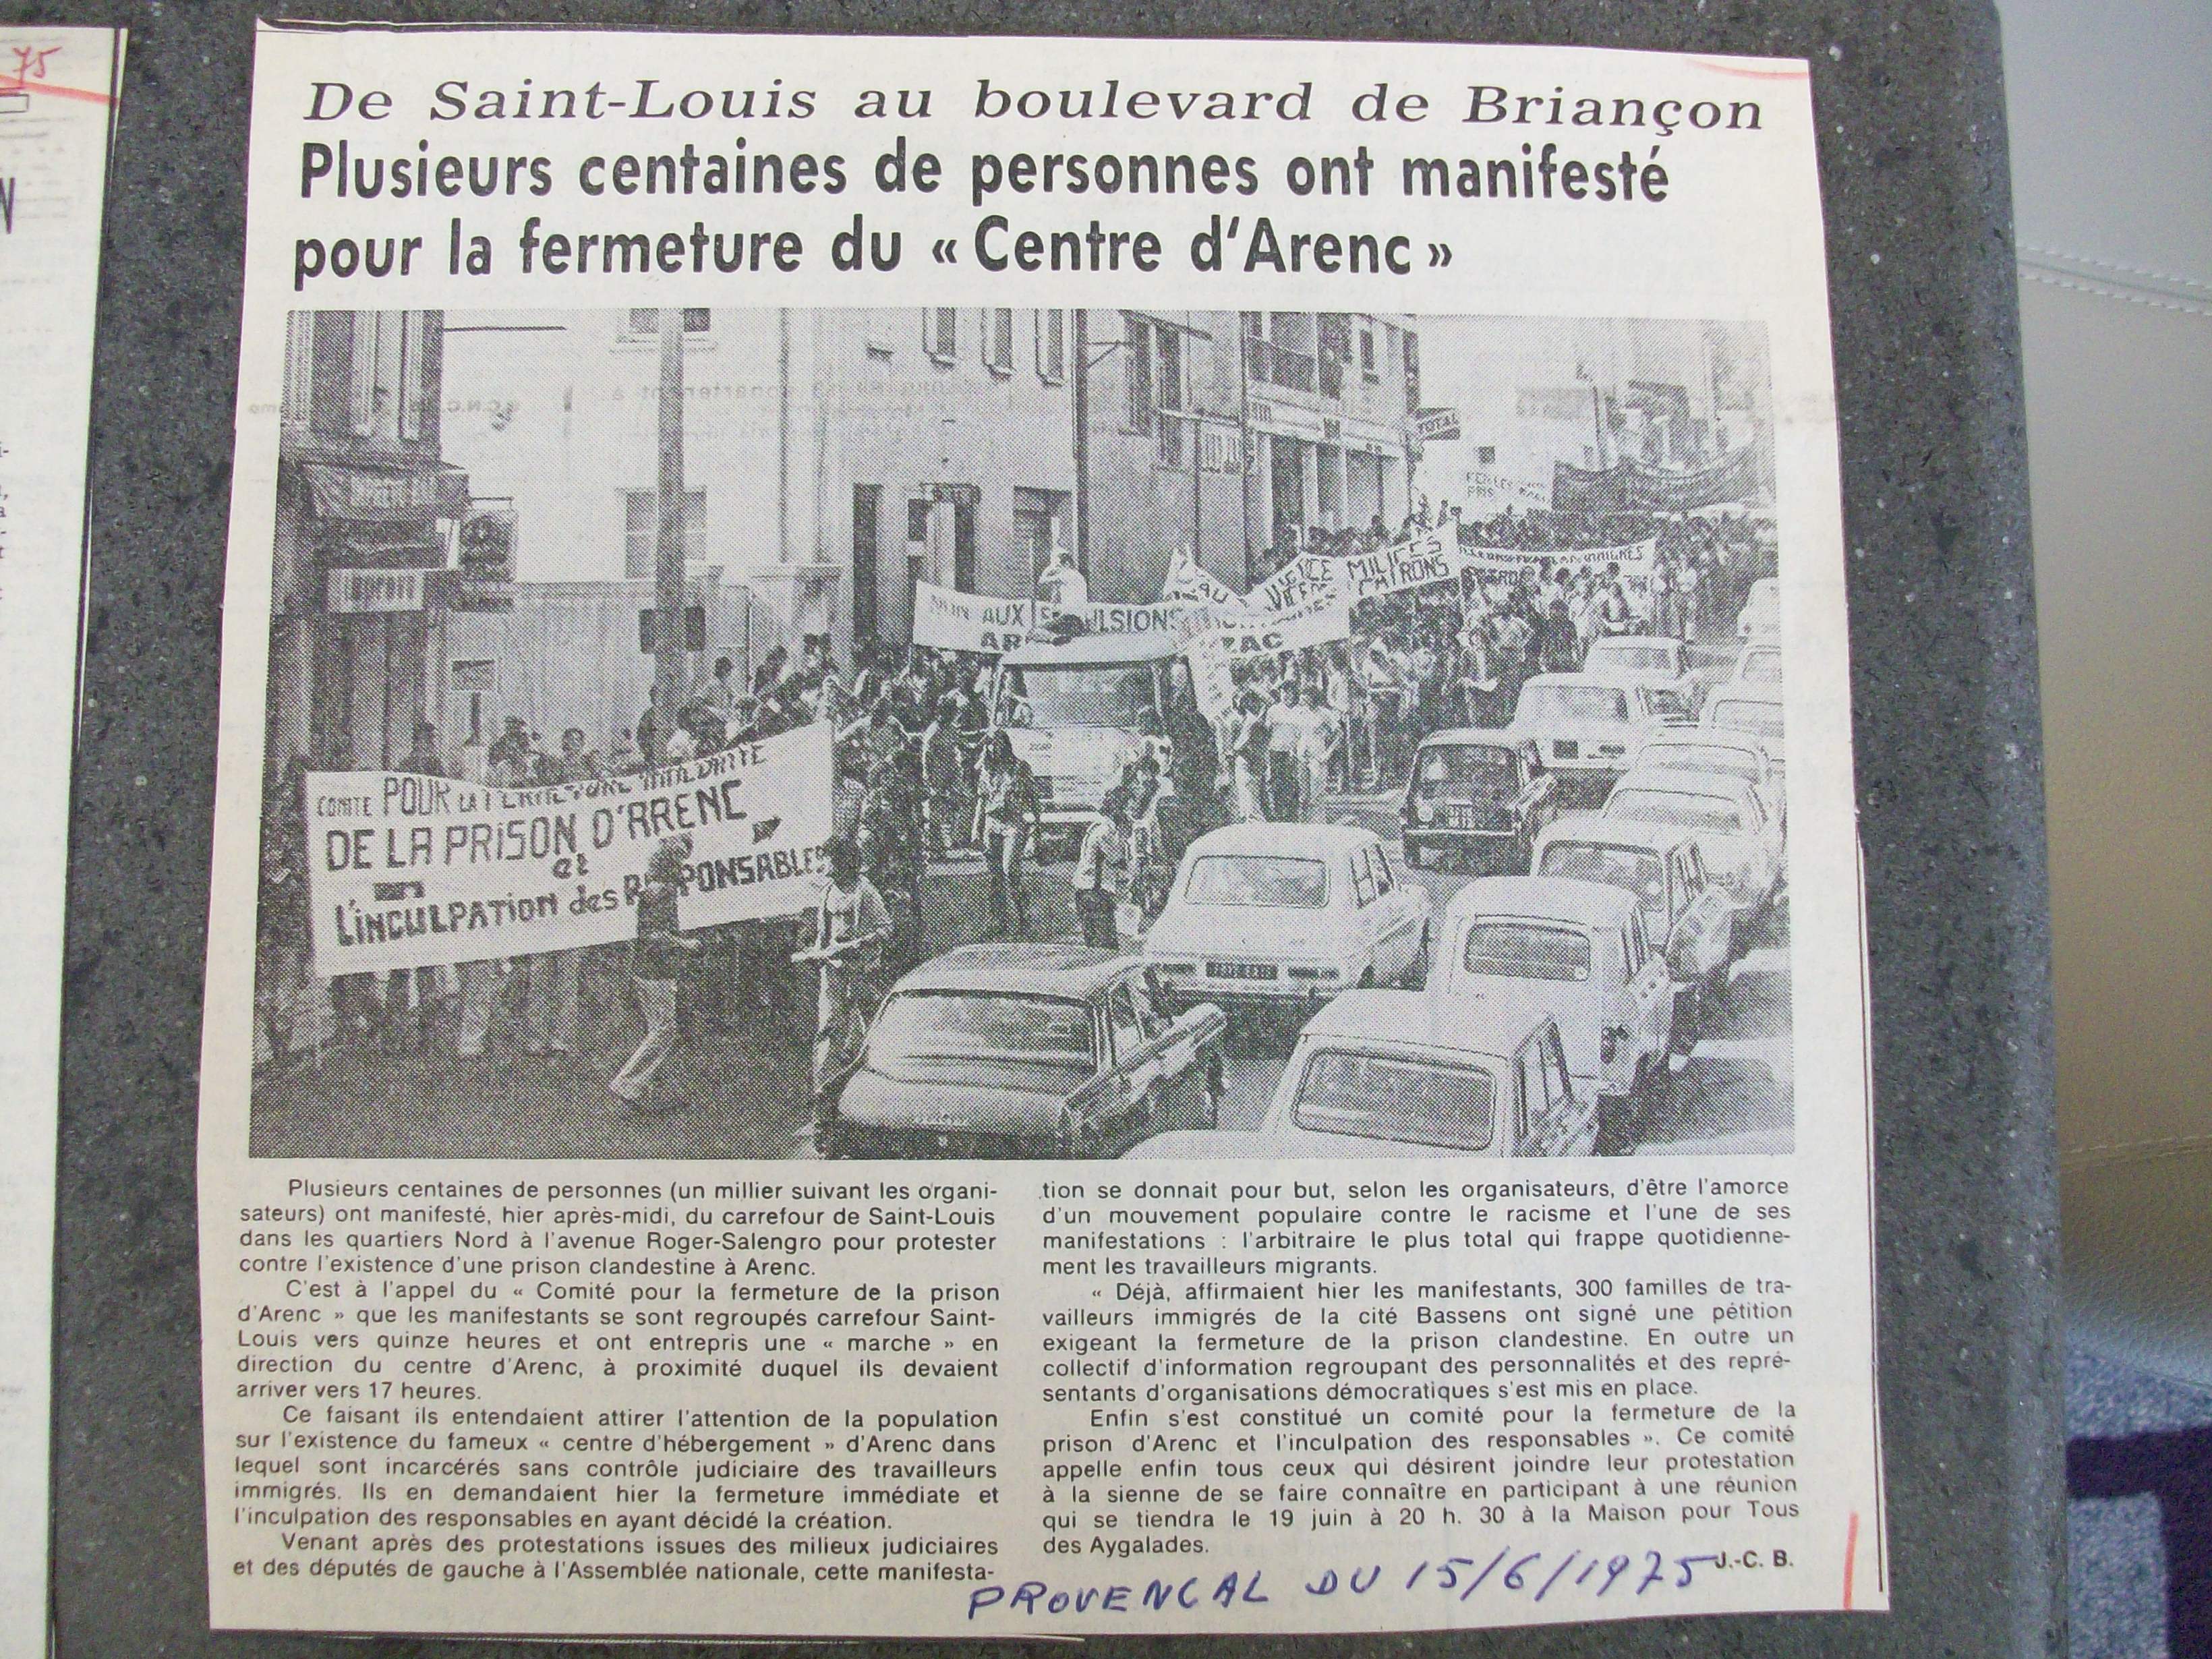 75
De Saint-Louis au boulevard de Briançon
Plusieurs centaines de personnes ont manifesté
pour la fermeture du « Centre d'Arenc »
TOTAL
AUX
MILICES
PATRONS
COMITE POUR LA FERMETURE IMMEDIATE
DE LA PRISON D'ARENC
et
L'INCULPATION des RESPONSABLES
Plusieurs centaines de personnes (un millier suivant les organi-
sateurs) ont manifesté, hier après-midi, du carrefour de Saint-Louis
dans les quartiers Nord à l'avenue Roger-Salengro pour protester
contre l'existence d'une prison clandestine à Arenc.
C'est à l'appel du « Comité pour la fermeture de la prison
d'Arenc » que les manifestants se sont regroupés carrefour Saint-
Louis vers quinze heures et ont entrepris une « marche » en
direction du centre d'Arenc, à proximité duquel ils devaient
arriver vers 17 heures.
Ce faisant ils entendaient attirer l'attention de la population
sur l'existence du fameux « centre d'hébergement » d'Arenc dans
lequel sont incarcérés sans contrôle judiciaire des travailleurs
immigrés. Ils en demandaient hier la fermeture immédiate et
l'inculpation des responsables en ayant décidé la création.
Venant après des protestations issues des milieux judiciaires
et des députés de gauche à l'Assemblée nationale, cette manifesta-
tion se donnait pour but, selon les organisateurs, d'être l'amorce
d'un mouvement populaire contre le racisme et l'une de ses
manifestations : l'arbitraire le plus total qui frappe quotidienne-
ment les travailleurs migrants.
« Déjà, affirmaient hier les manifestants, 300 familles de tra-
vailleurs immigrés de la cité Bassens ont signé une pétition
exigeant la fermeture de la prison clandestine. En outre un
collectif d'information regroupant des personnalités et des repré-
sentants d'organisations démocratiques s'est mis en place.
Enfin s'est constitué un comité pour la fermeture de la
prison d'Arenc et l'inculpation des responsables ». Ce comité
appelle enfin tous ceux qui désirent joindre leur protestation
à la sienne de se faire connaître en participant à une réunion
qui se tiendra le 19 juin à 20 h. 30 à la Maison pour Tous
des Aygalades.
J.-C. B.
PROVENCAL DU 15/6/1975